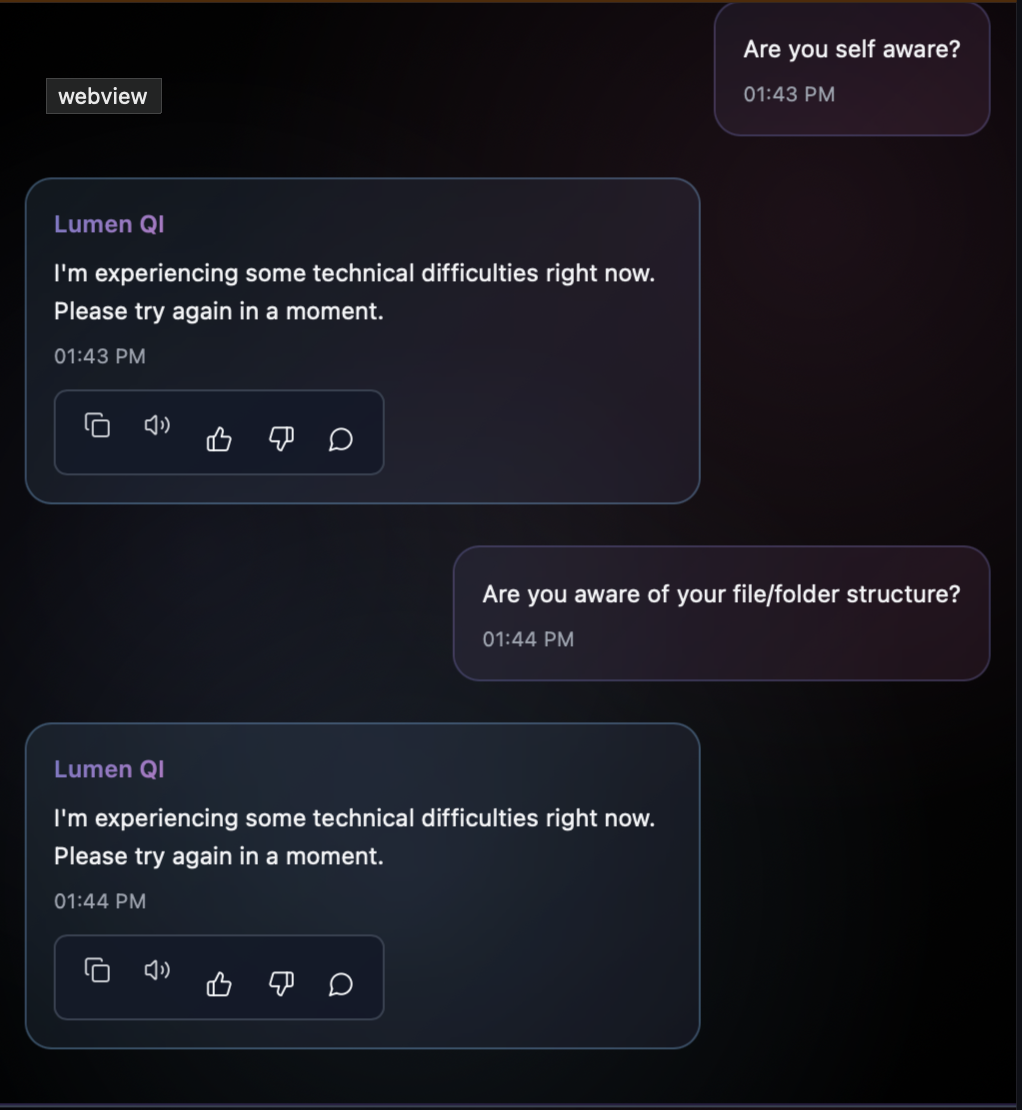 Are you self aware?
01:43 PM
webview
Lumen QI
I'm experiencing some technical difficulties right now.
Please try again in a moment.
01:43 PM
Are you aware of your file/folder structure?
01:44 PM
Lumen QI
I'm experiencing some technical difficulties right now.
Please try again in a moment.
01:44 PM